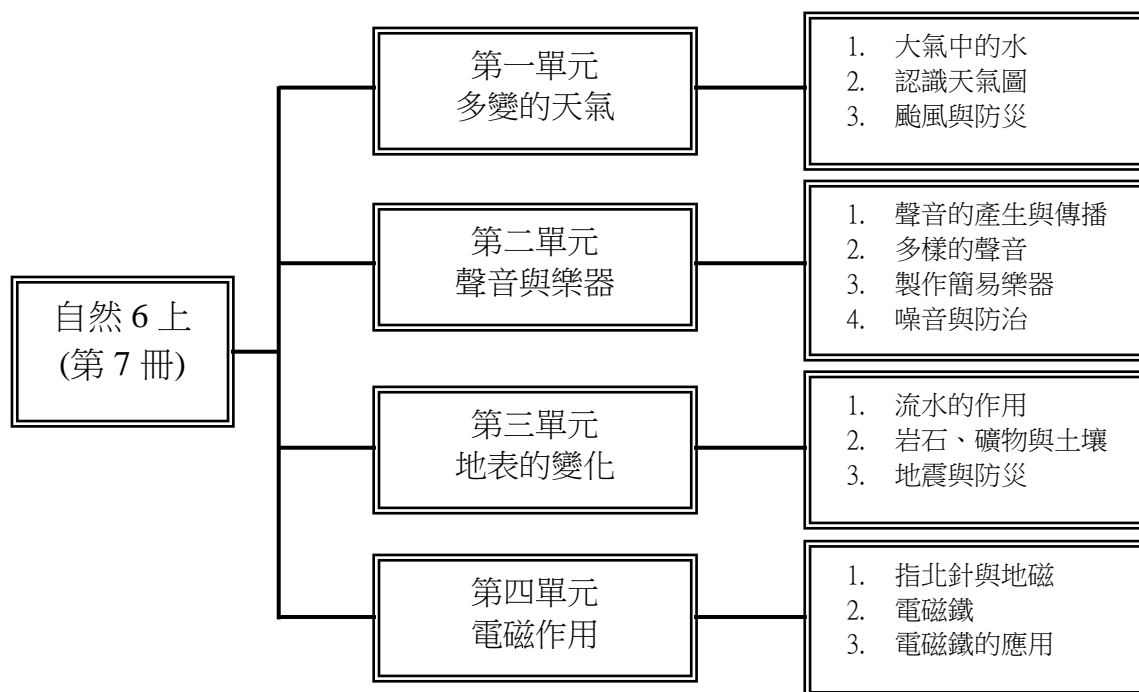 自然 6 上
(第 7 冊)
第一單元
多變的天氣
1. 大氣中的水
2. 認識天氣圖
3. 颱風與防災
第二單元
聲音與樂器
1. 聲音的產生與傳播
2. 多樣的聲音
3. 製作簡易樂器
4. 噪音與防治
第三單元
地表的變化
1. 流水的作用
2. 岩石、礦物與土壤
3. 地震與防災
第四單元
電磁作用
1. 指北針與地磁
2. 電磁鐵
3. 電磁鐵的應用